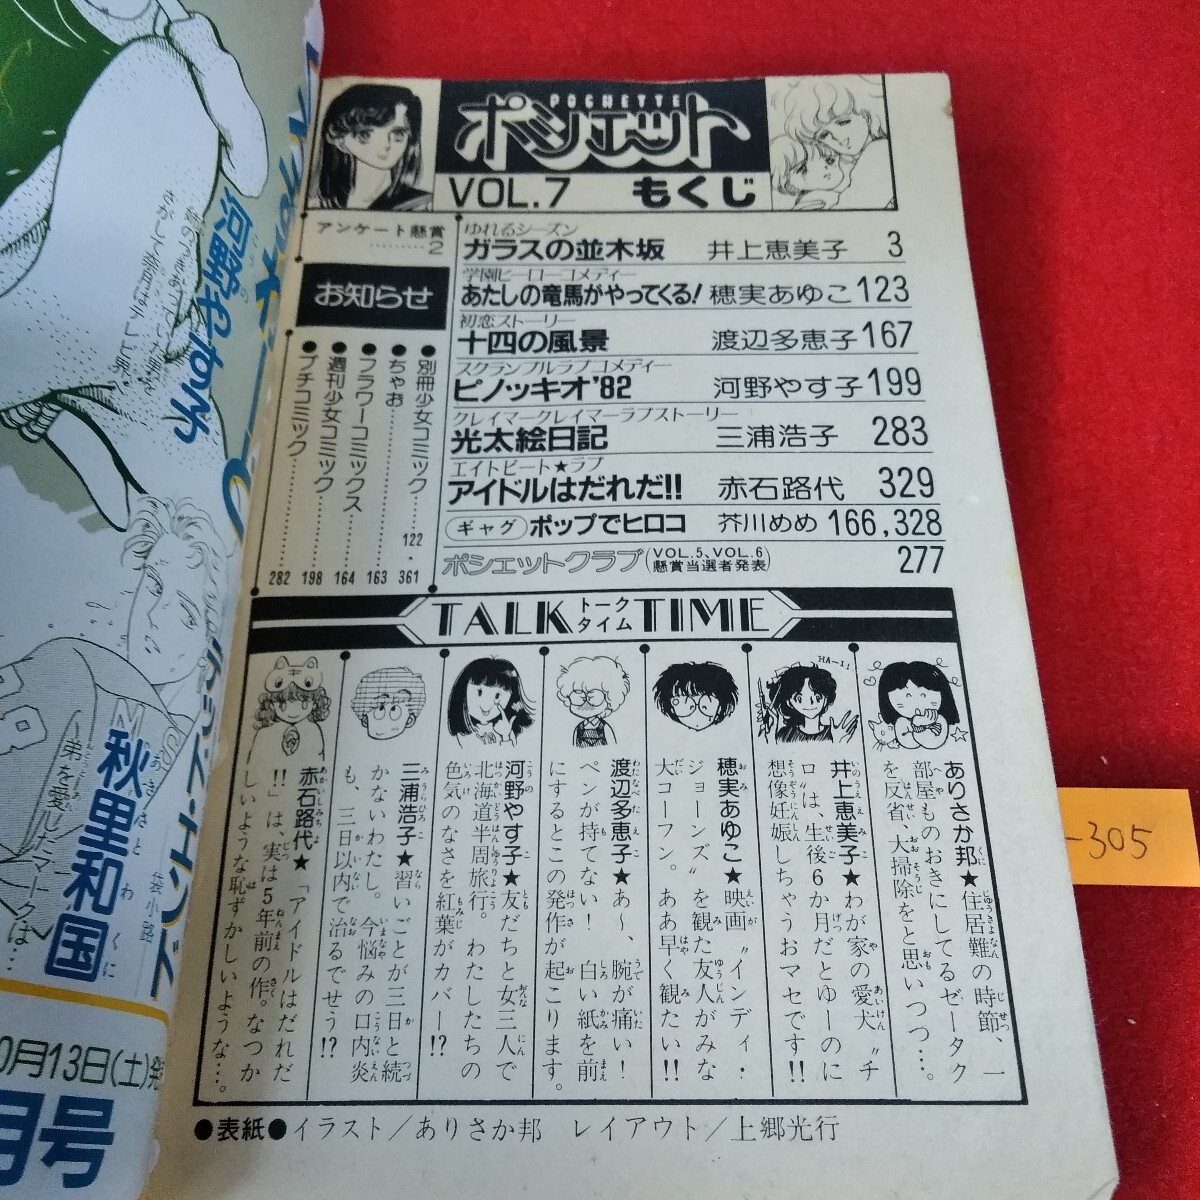 POCHETTE
ポシェット
VOL.7 もくじ
アンケート懸賞………2
ゆれるシーズン
ガラスの並木坂 井上恵美子 3
学園ヒーローコメディー
あたしの竜馬がやってくる! 穂実あゆこ 123
初恋ストーリー
十四の風景 渡辺多恵子 167
スクランブルラブコメディー
ピノッキオ'82 河野やす子 199
クレイマークレイマーラブストーリー
光太絵日記 三浦浩子 283
エイトビート★ラブ
アイドルはだれだ!! 赤石路代 329
ギャグ ポップでヒロコ 芥川めめ 166,328
ポシェットクラブ(VOL.5、VOL.6 懸賞当選者発表) 277
お知らせ
●別冊少女コミック………122・361
●ちゃお………163
●フラワーコミックス………164
●週刊少女コミック………198
●プチコミック………282
TALK トークタイム TIME
HA-1!
ありさか邦★住居難の時節、一部屋ものおきにしてるゼータクを反省、大掃除をと思いつつ…。
井上恵美子★わが家の愛犬〝チロ〟は、生後6か月だとゆーのに想像妊娠しちゃうおマセです!!
穂実あゆこ★映画〝インディ・ジョーンズ〟を観た友人がみな大コーフン。ああ早く観たい!!
渡辺多恵子★あ〜、腕が痛い!ペンが持てない! 白い紙を前にするとこの発作が起こります。
河野やす子★友だちと女三人で北海道半周旅行。わたしたちの色気のなさを紅葉がカバー!?
三浦浩子★習いごとが三日と続かないわたし。今悩みの口内炎も、三日以内で治るでせう!?
赤石路代★「アイドルはだれだ!!」は、実は5年前の作。なつかしいような恥ずかしいような…。
●表紙●イラスト／ありさか邦 レイアウト／上郷光行
秋里和国
弟を愛したマークは…
0月13日(土)発
月号
-305